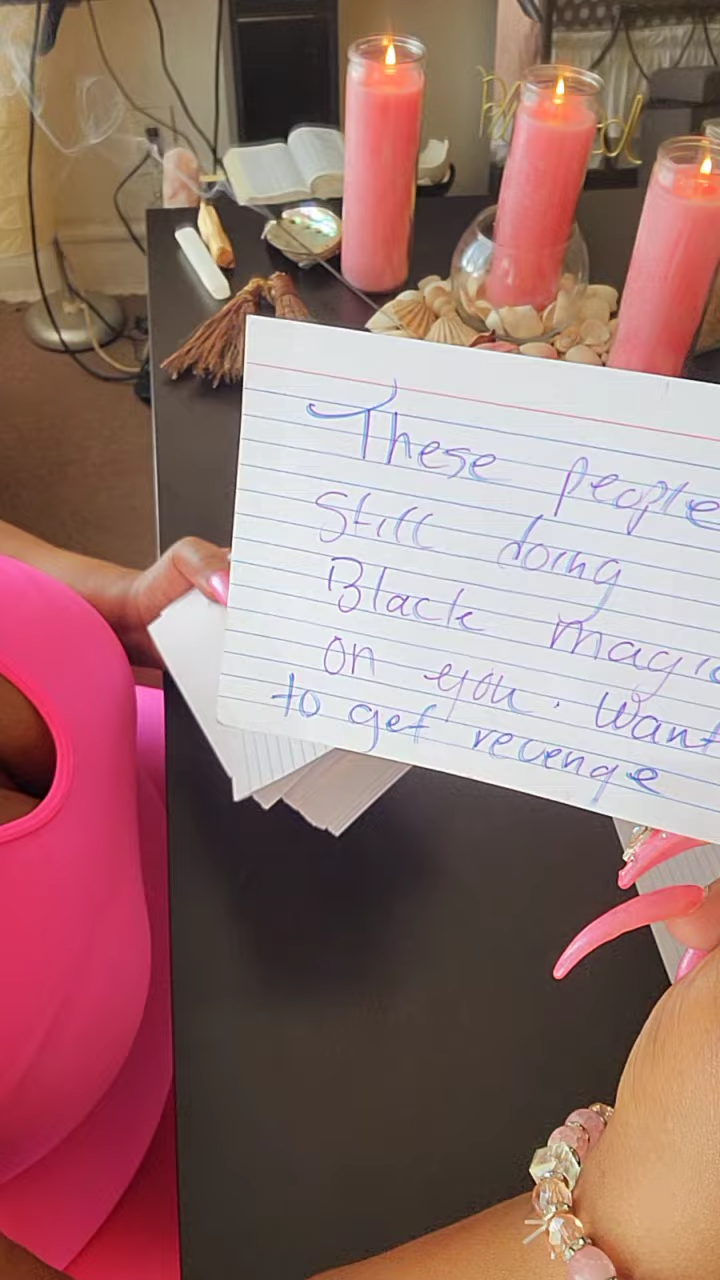 These people
Still doing
Black magic
on you. Want
to get revenge